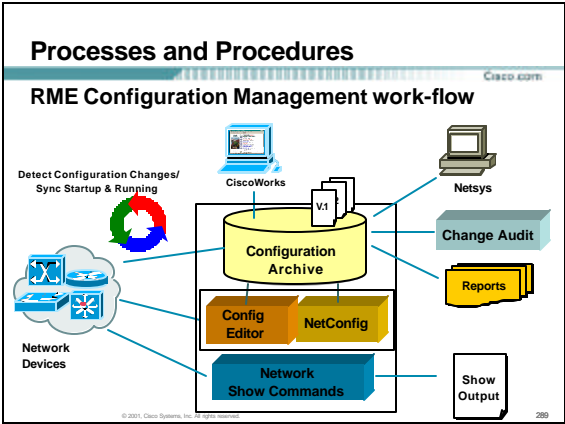 Processes and Procedures
Cisco.com
RME Configuration Management work-flow
Detect Configuration Changes/
Sync Startup & Running
CiscoWorks
Netsys
V.1
Configuration
Archive
Change Audit
Reports
Config
Editor
NetConfig
Network
Devices
Network
Show Commands
Show
Output
© 2001, Cisco Systems, Inc. All rights reserved.
289